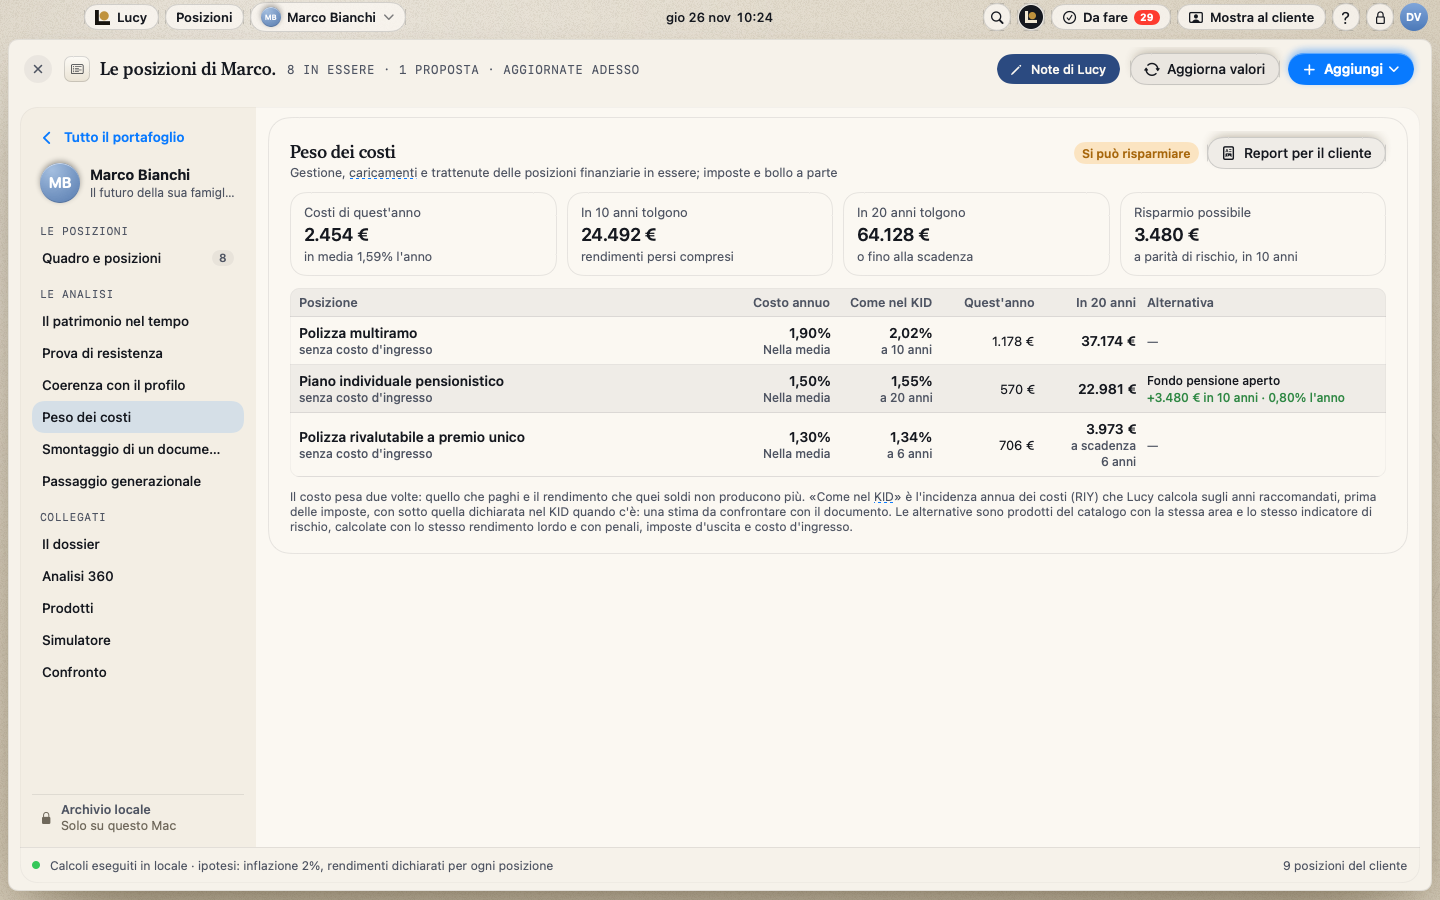 Lucy
Posizioni
MB Marco Bianchi
gio 26 nov 10:24
Da fare 29
Mostra al cliente
?
DV
Le posizioni di Marco.
8 IN ESSERE · 1 PROPOSTA · AGGIORNATE ADESSO
Note di Lucy
Aggiorna valori
+ Aggiungi
Tutto il portafoglio
MB
Marco Bianchi
Il futuro della sua famigl...
LE POSIZIONI
Quadro e posizioni 8
LE ANALISI
Il patrimonio nel tempo
Prova di resistenza
Coerenza con il profilo
Peso dei costi
Smontaggio di un docume...
Passaggio generazionale
COLLEGATI
Il dossier
Analisi 360
Prodotti
Simulatore
Confronto
Archivio locale
Solo su questo Mac
Peso dei costi
Gestione, caricamenti e trattenute delle posizioni finanziarie in essere; imposte e bollo a parte
Si può risparmiare
Report per il cliente
Costi di quest'anno
2.454 €
in media 1,59% l'anno
In 10 anni tolgono
24.492 €
rendimenti persi compresi
In 20 anni tolgono
64.128 €
o fino alla scadenza
Risparmio possibile
3.480 €
a parità di rischio, in 10 anni
Posizione Costo annuo Come nel KID Quest'anno In 20 anni Alternativa
Polizza multiramo 1,90% 2,02% 1.178 € 37.174 € —
senza costo d'ingresso Nella media a 10 anni
Piano individuale pensionistico 1,50% 1,55% 570 € 22.981 € Fondo pensione aperto
senza costo d'ingresso Nella media a 20 anni +3.480 € in 10 anni · 0,80% l'anno
Polizza rivalutabile a premio unico 1,30% 1,34% 706 € 3.973 € —
senza costo d'ingresso Nella media a 6 anni a scadenza
6 anni
Il costo pesa due volte: quello che paghi e il rendimento che quei soldi non producono più. «Come nel KID» è l'incidenza annua dei costi (RIY) che Lucy calcola sugli anni raccomandati, prima
delle imposte, con sotto quella dichiarata nel KID quando c'è: una stima da confrontare con il documento. Le alternative sono prodotti del catalogo con la stessa area e lo stesso indicatore di
rischio, calcolate con lo stesso rendimento lordo e con penali, imposte d'uscita e costo d'ingresso.
Calcoli eseguiti in locale · ipotesi: inflazione 2%, rendimenti dichiarati per ogni posizione
9 posizioni del cliente